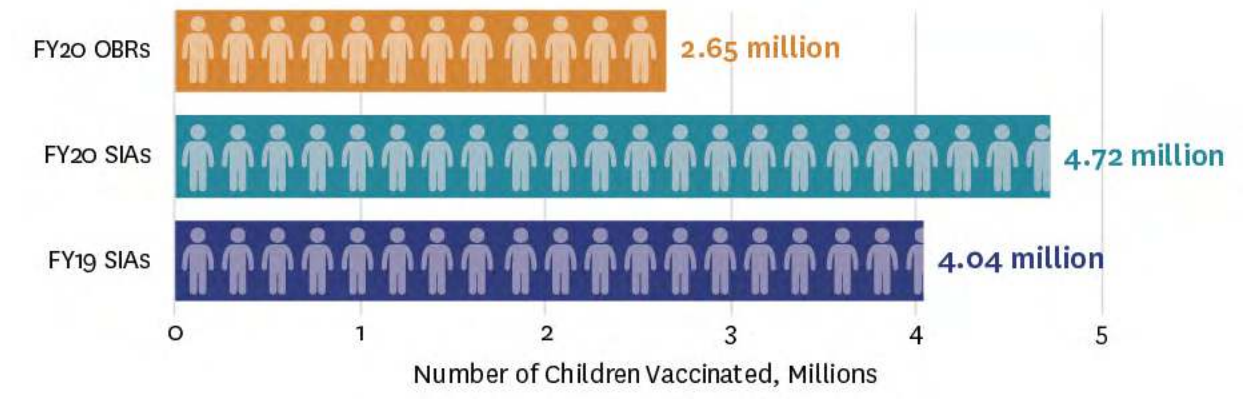 FY20 OBRs
2.65 million
FY20 SIAs
4.72 million
FY19 SIAs
4.04 million
0 1 2 3 4 5
Number of Children Vaccinated, Millions